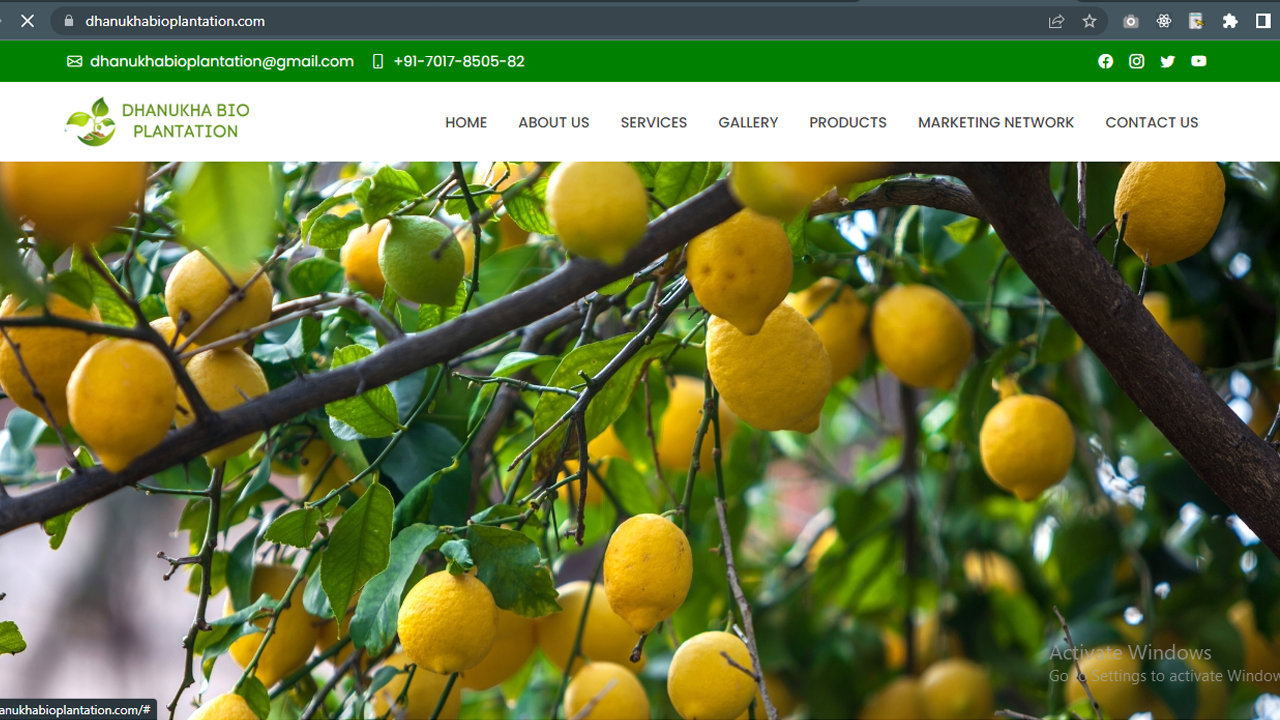 dhanukhabioplantation.com
dhanukhabioplantation@gmail.com +91-7017-8505-82
DHANUKHA BIO
PLANTATION
HOME ABOUT US SERVICES GALLERY PRODUCTS MARKETING NETWORK CONTACT US
Activate Windows
Go to Settings to activate Window
anukhabioplantation.com/#